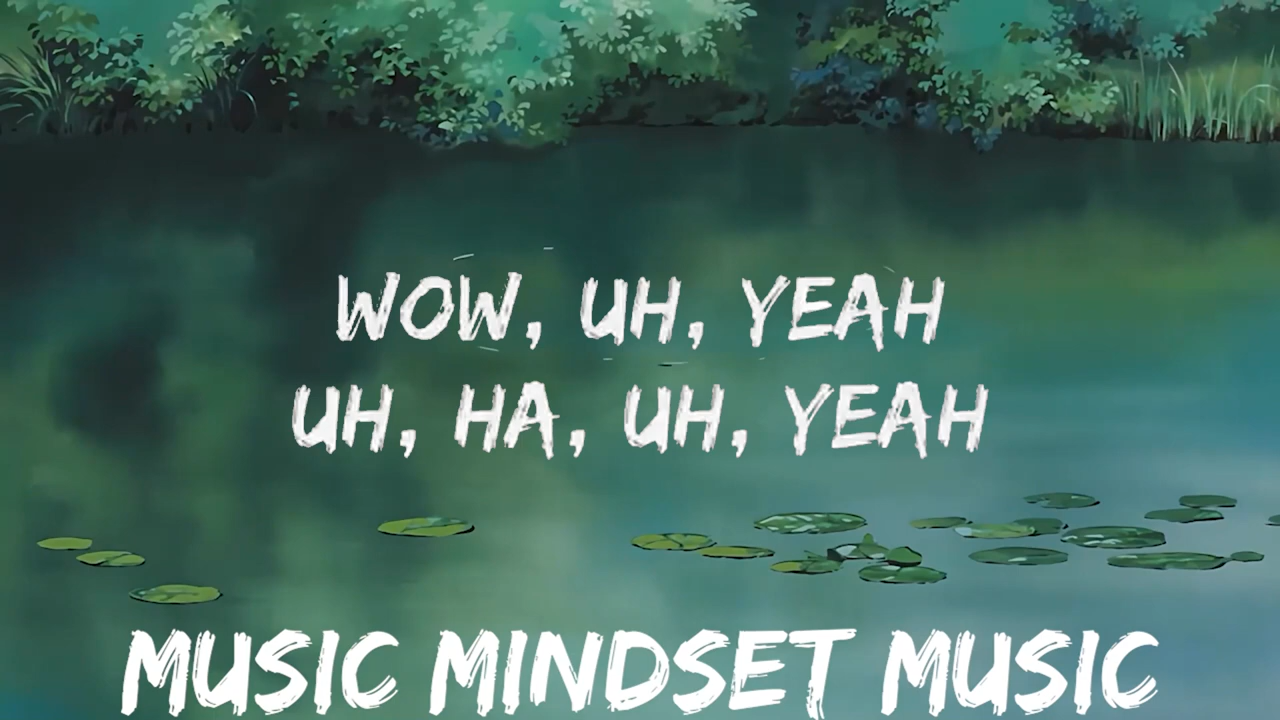 WOW, UH, YEAH
UH, HA, UH, YEAH
MUSIC MINDSET MUSIC